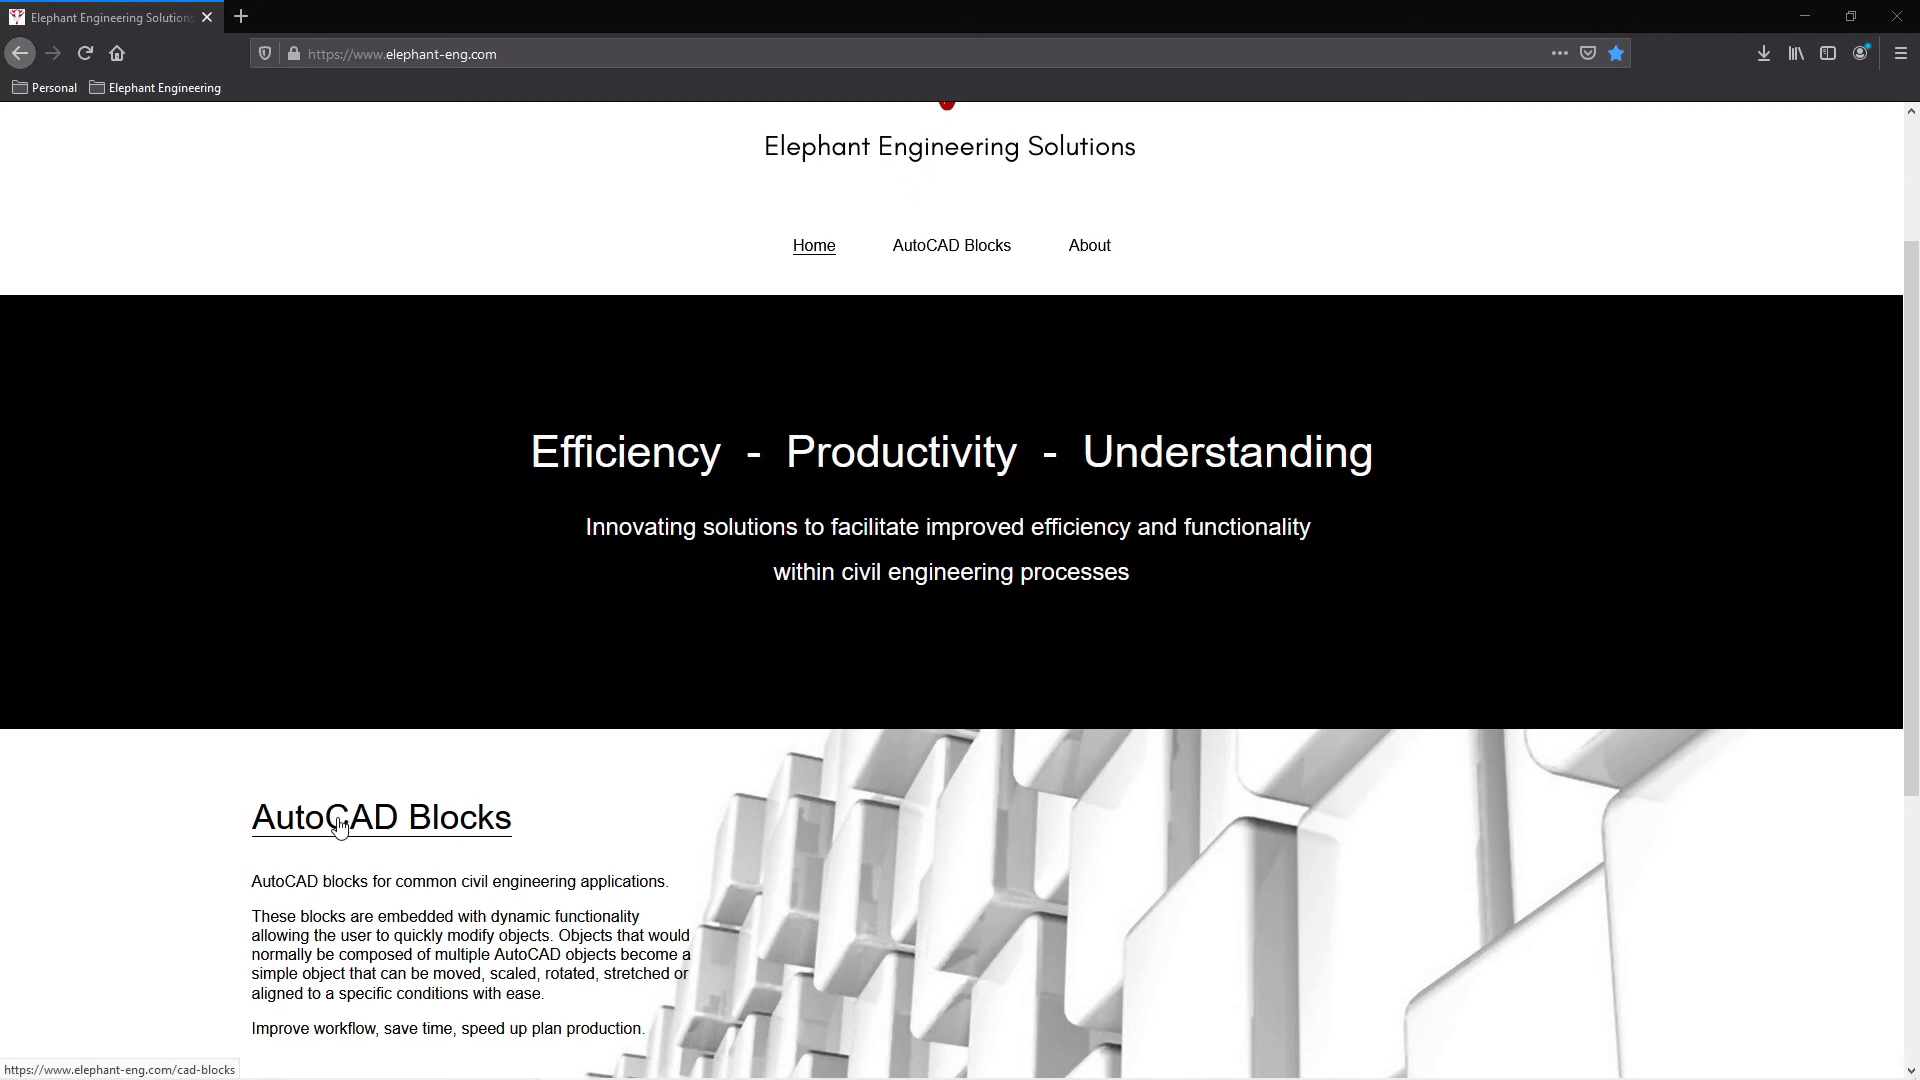 Elephant Engineering Solutions
https://www.elephant-eng.com
Personal
Elephant Engineering
Elephant Engineering Solutions
Home
AutoCAD Blocks
About
Efficiency - Productivity - Understanding
Innovating solutions to facilitate improved efficiency and functionality
within civil engineering processes
AutoCAD Blocks
AutoCAD blocks for common civil engineering applications.
These blocks are embedded with dynamic functionality
allowing the user to quickly modify objects. Objects that would
normally be composed of multiple AutoCAD objects become a
simple object that can be moved, scaled, rotated, stretched or
aligned to a specific conditions with ease.
Improve workflow, save time, speed up plan production.
https://www.elephant-eng.com/cad-blocks